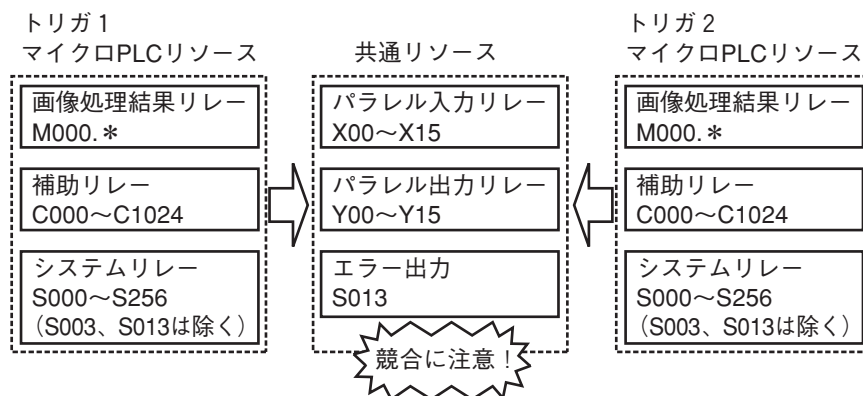 トリガ1
マイクロPLCリソース
画像処理結果リレー
M000.＊
補助リレー
C000～C1024
システムリレー
S000～S256
（S003、S013は除く）
共通リソース
パラレル入力リレー
X00～X15
パラレル出力リレー
Y00～Y15
エラー出力
S013
競合に注意！
トリガ2
マイクロPLCリソース
画像処理結果リレー
M000.＊
補助リレー
C000～C1024
システムリレー
S000～S256
（S003、S013は除く）